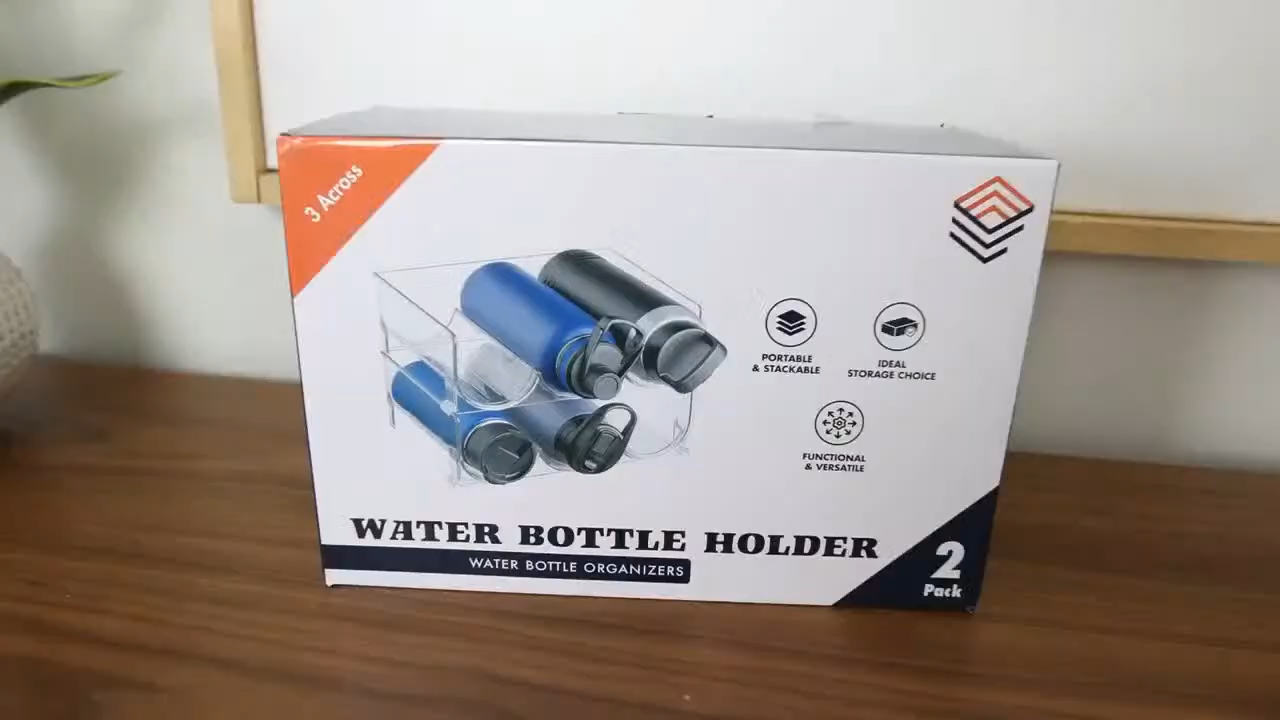 3 Across
PORTABLE
& STACKABLE
IDEAL
STORAGE CHOICE
FUNCTIONAL
& VERSATILE
WATER BOTTLE HOLDER
WATER BOTTLE ORGANIZERS
2
Pack